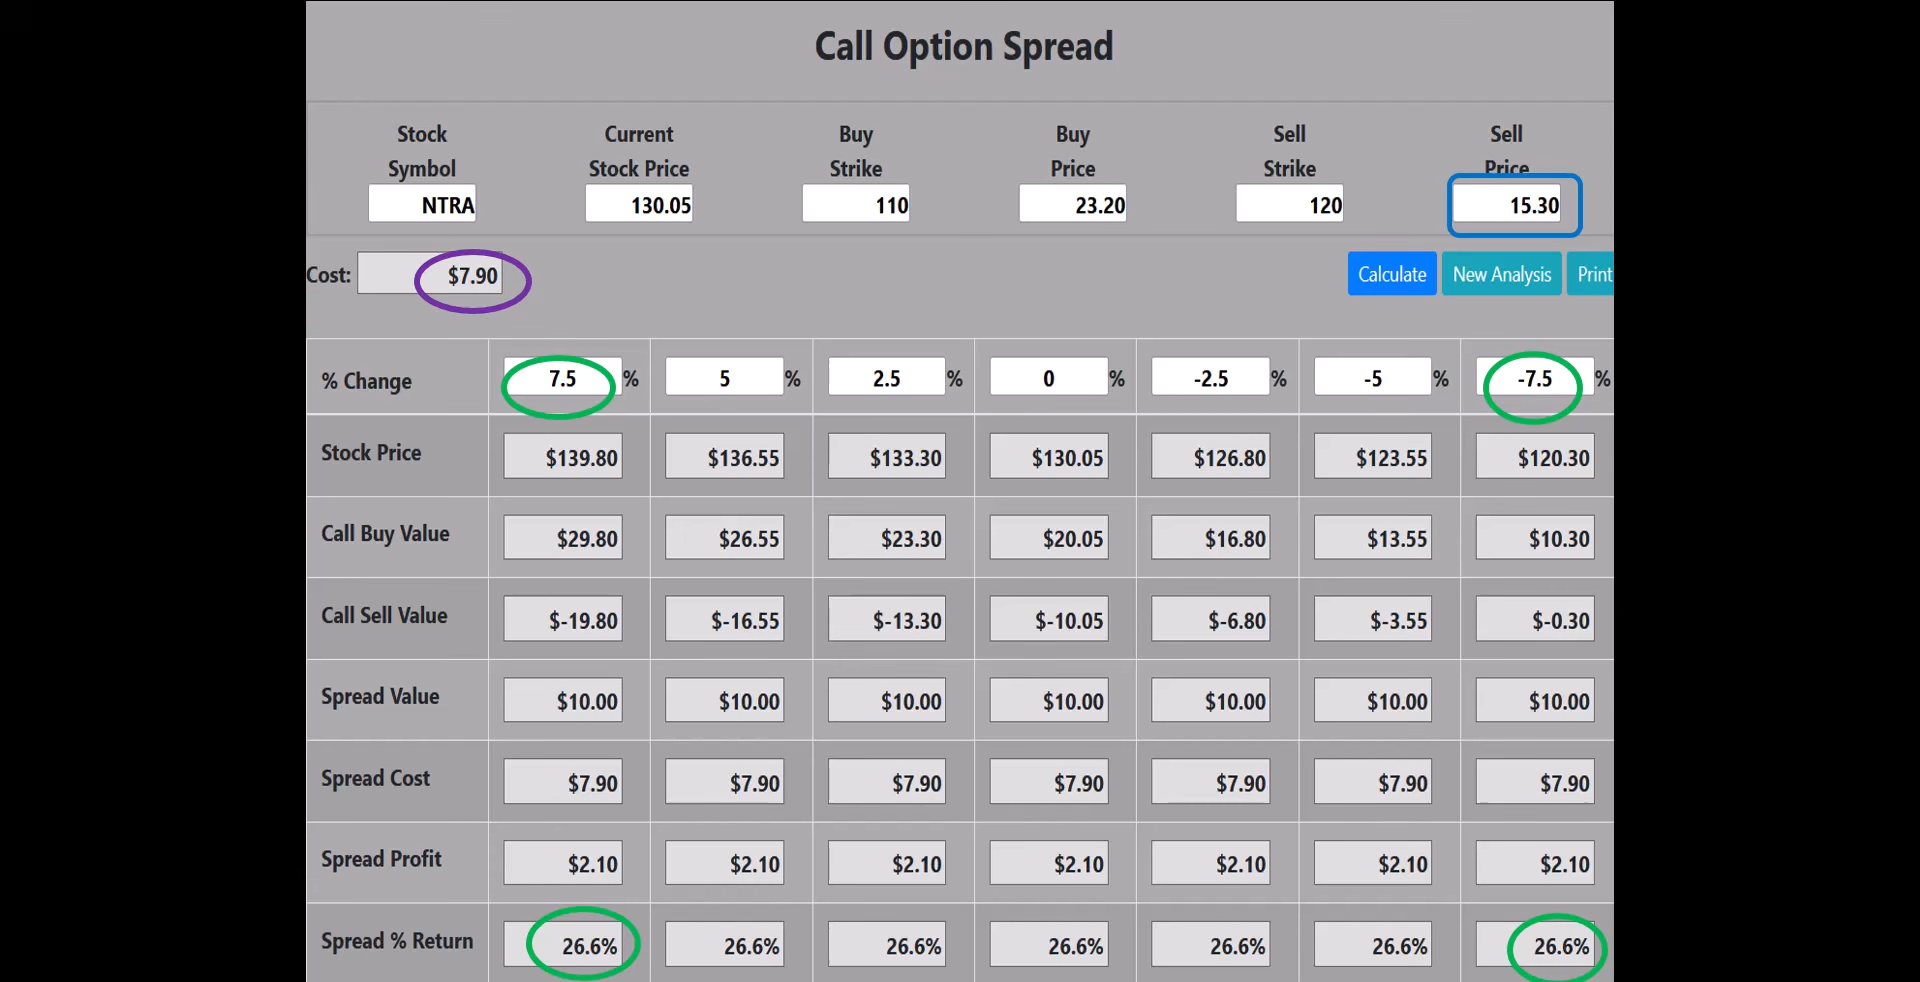 Call Option Spread
Stock Symbol
Current Stock Price
Buy Strike
Buy Price
Sell Strike
Sell Price
NTRA 130.05 110 23.20 120 15.30
Cost: $7.90 Calculate New Analysis Print
% Change 7.5 % 5 % 2.5 % 0 % -2.5 % -5 % -7.5 %
Stock Price $139.80 $136.55 $133.30 $130.05 $126.80 $123.55 $120.30
Call Buy Value $29.80 $26.55 $23.30 $20.05 $16.80 $13.55 $10.30
Call Sell Value $-19.80 $-16.55 $-13.30 $-10.05 $-6.80 $-3.55 $-0.30
Spread Value $10.00 $10.00 $10.00 $10.00 $10.00 $10.00 $10.00
Spread Cost $7.90 $7.90 $7.90 $7.90 $7.90 $7.90 $7.90
Spread Profit $2.10 $2.10 $2.10 $2.10 $2.10 $2.10 $2.10
Spread % Return 26.6% 26.6% 26.6% 26.6% 26.6% 26.6% 26.6%